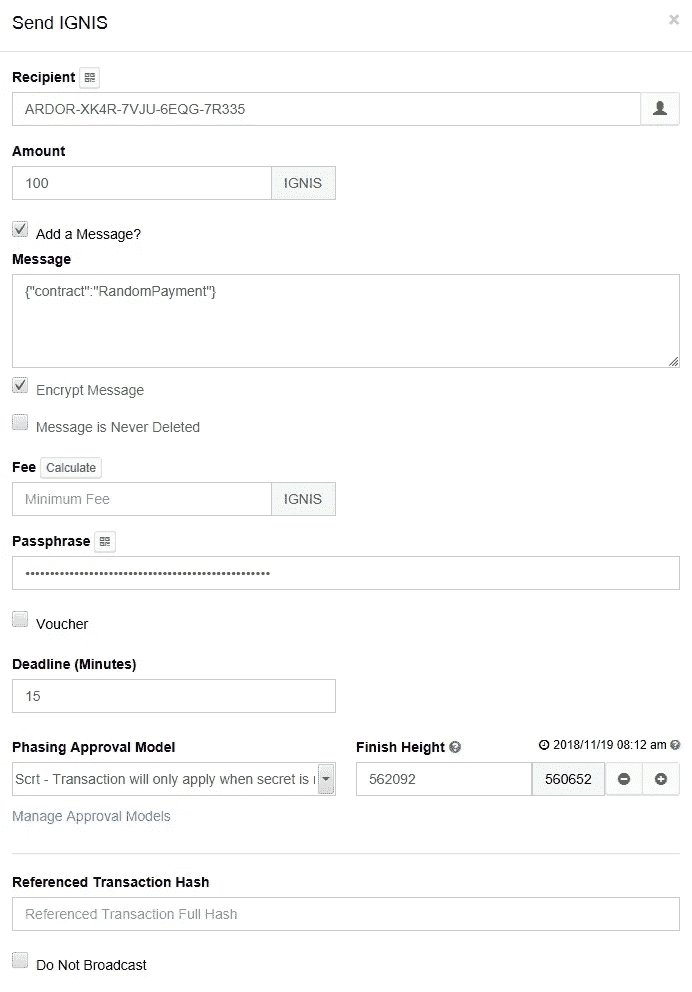 Send IGNIS ×
Recipient
ARDOR-XK4R-7VJU-6EQG-7R335
Amount
100 IGNIS
Add a Message?
Message
{"contract":"RandomPayment"}
Encrypt Message
Message is Never Deleted
Fee Calculate
Minimum Fee IGNIS
Passphrase
••••••••••••••••••••••••••••••••••••••••••••••••••
Voucher
Deadline (Minutes)
15
Phasing Approval Model Finish Height ? 2018/11/19 08:12 am ?
Scrt - Transaction will only apply when secret is 562092 560652
Manage Approval Models
Referenced Transaction Hash
Referenced Transaction Full Hash
Do Not Broadcast